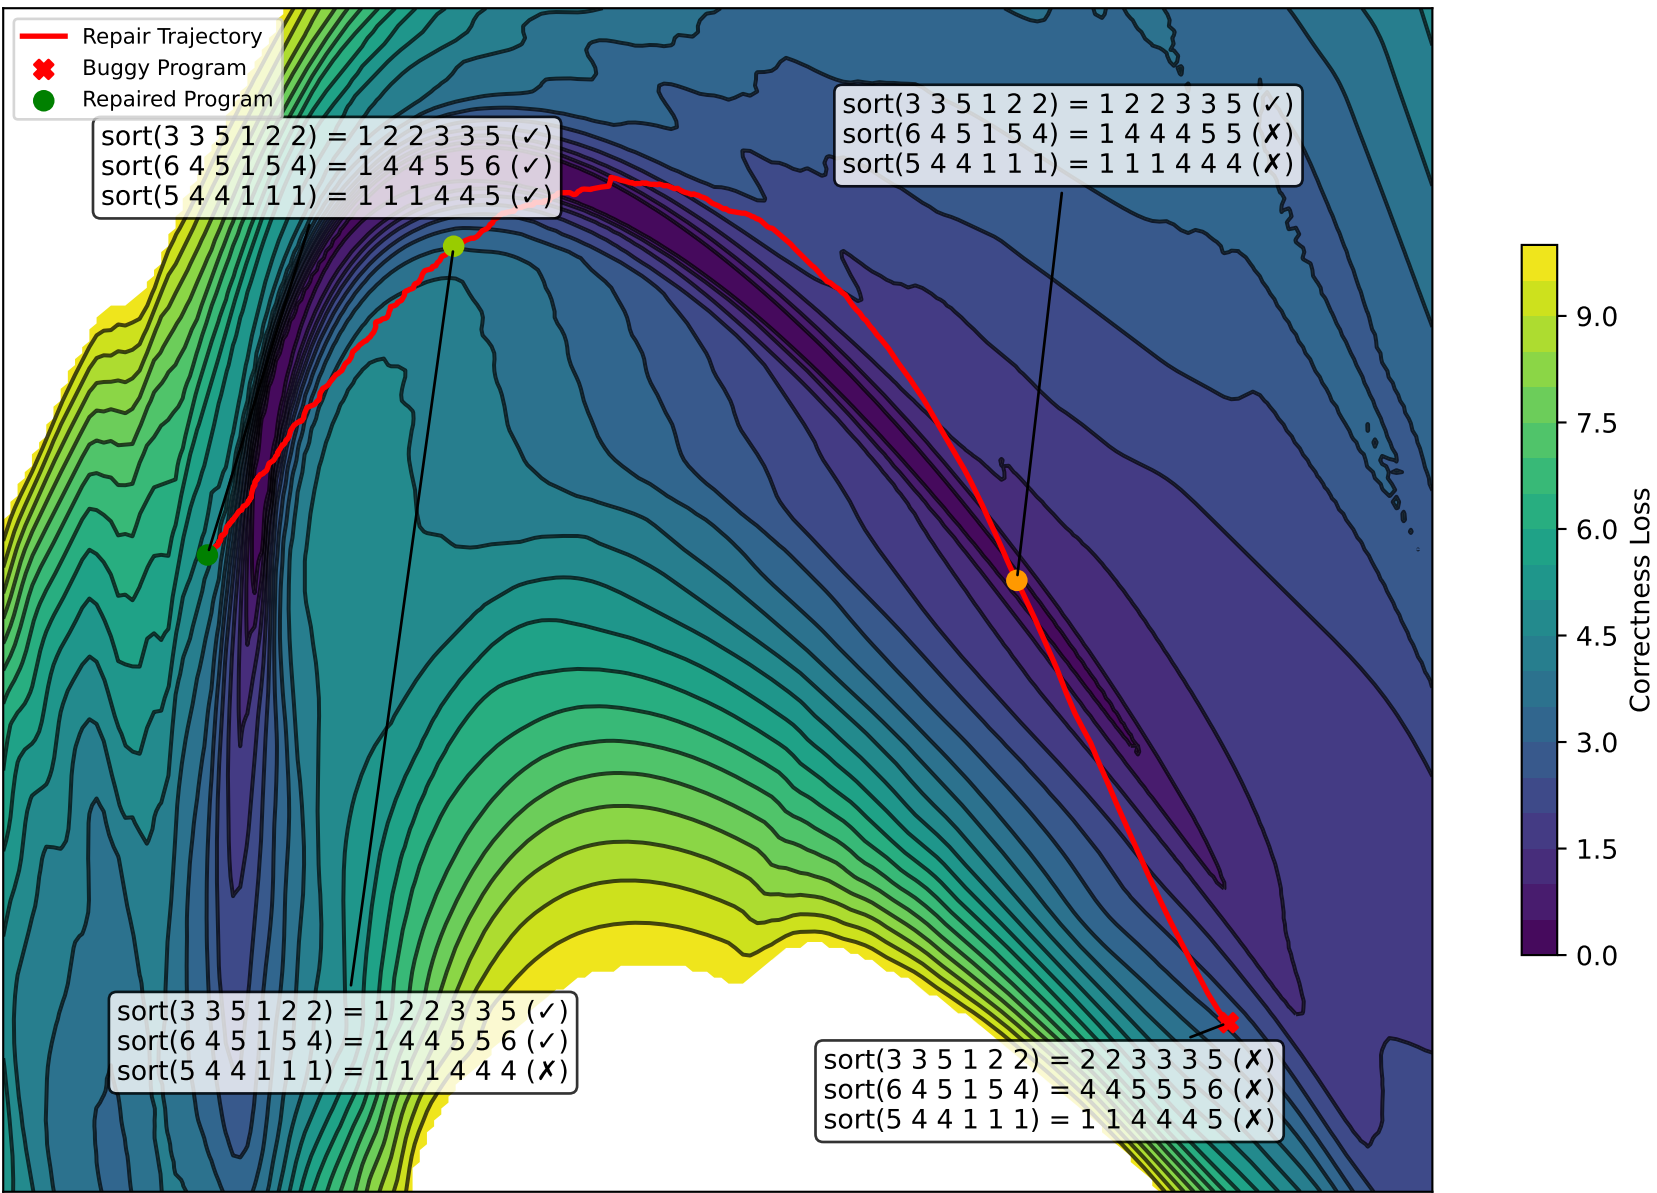 Repair Trajectory
Buggy Program
Repaired Program
sort(3 3 5 1 2 2) = 1 2 2 3 3 5 (✓)
sort(6 4 5 1 5 4) = 1 4 4 5 5 6 (✓)
sort(5 4 4 1 1 1) = 1 1 1 4 4 5 (✓)
sort(3 3 5 1 2 2) = 1 2 2 3 3 5 (✓)
sort(6 4 5 1 5 4) = 1 4 4 4 5 5 (✗)
sort(5 4 4 1 1 1) = 1 1 1 4 4 4 (✗)
sort(3 3 5 1 2 2) = 1 2 2 3 3 5 (✓)
sort(6 4 5 1 5 4) = 1 4 4 5 5 6 (✓)
sort(5 4 4 1 1 1) = 1 1 1 4 4 4 (✗)
sort(3 3 5 1 2 2) = 2 2 3 3 3 5 (✗)
sort(6 4 5 1 5 4) = 4 4 5 5 5 6 (✗)
sort(5 4 4 1 1 1) = 1 1 4 4 4 5 (✗)
9.0
7.5
6.0
4.5
3.0
1.5
0.0
Correctness Loss